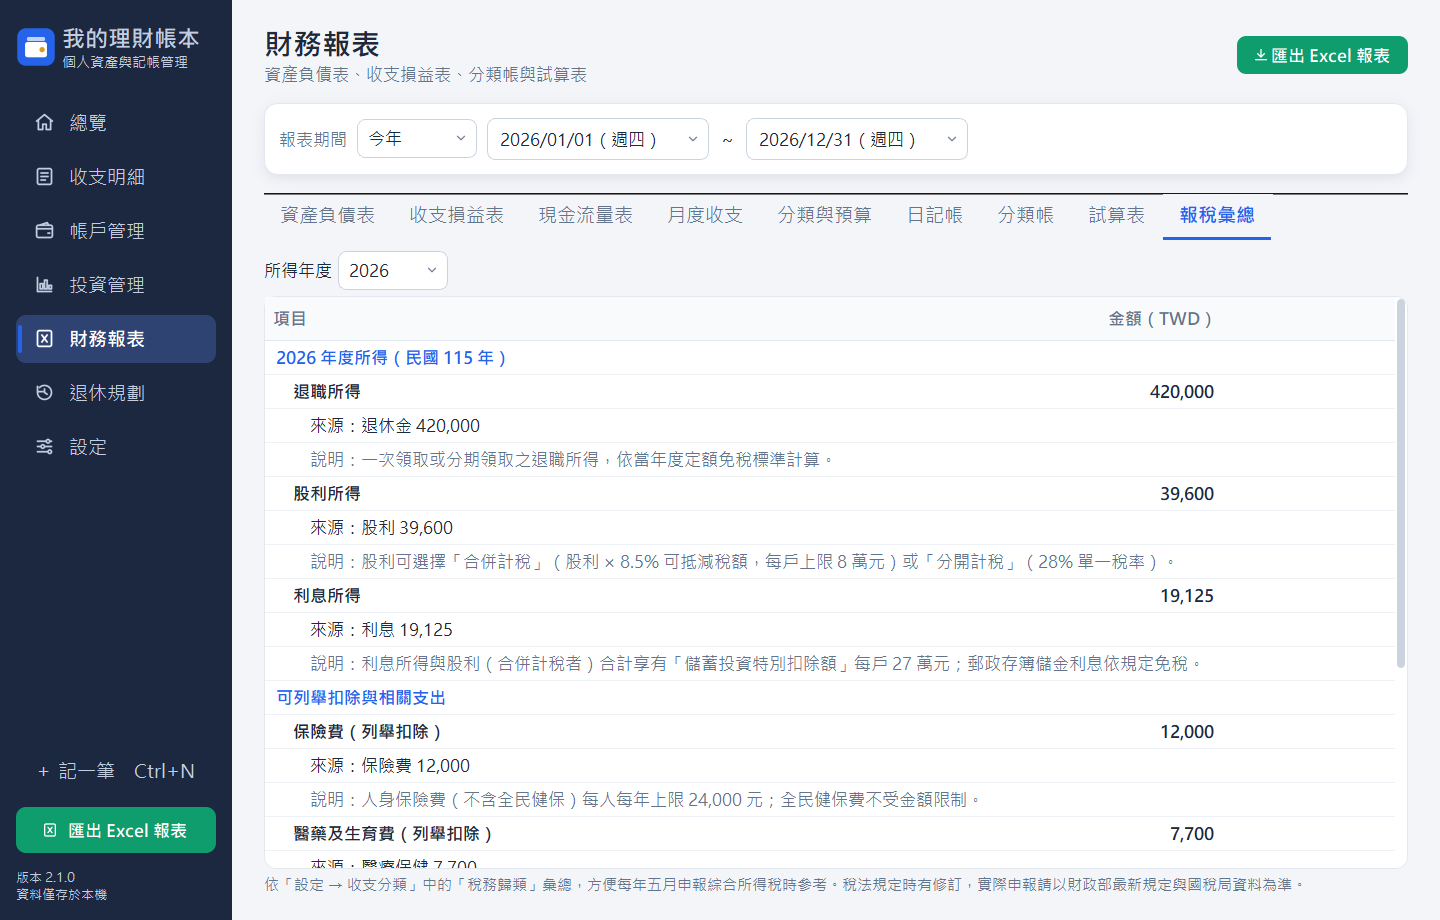 我的理財帳本
個人資產與記帳管理
總覽
收支明細
帳戶管理
投資管理
財務報表
退休規劃
設定
+ 記一筆 Ctrl+N
匯出 Excel 報表
版本 2.1.0
資料僅存於本機
財務報表
資產負債表、收支損益表、分類帳與試算表
匯出 Excel 報表
報表期間 今年 2026/01/01（週四） ~ 2026/12/31（週四）
資產負債表 收支損益表 現金流量表 月度收支 分類與預算 日記帳 分類帳 試算表 報稅彙總
所得年度 2026
項目 金額（TWD）
2026 年度所得（民國 115 年）
退職所得 420,000
來源：退休金 420,000
說明：一次領取或分期領取之退職所得，依當年度定額免稅標準計算。
股利所得 39,600
來源：股利 39,600
說明：股利可選擇「合併計稅」（股利 × 8.5% 可抵減稅額，每戶上限 8 萬元）或「分開計稅」（28% 單一稅率）。
利息所得 19,125
來源：利息 19,125
說明：利息所得與股利（合併計稅者）合計享有「儲蓄投資特別扣除額」每戶 27 萬元；郵政存簿儲金利息依規定免稅。
可列舉扣除與相關支出
保險費（列舉扣除） 12,000
來源：保險費 12,000
說明：人身保險費（不含全民健保）每人每年上限 24,000 元；全民健保費不受金額限制。
醫藥及生育費（列舉扣除） 7,700
來源：醫療保健 7,700
依「設定 → 收支分類」中的「稅務歸類」彙總，方便每年五月申報綜合所得稅時參考。稅法規定時有修訂，實際申報請以財政部最新規定與國稅局資料為準。